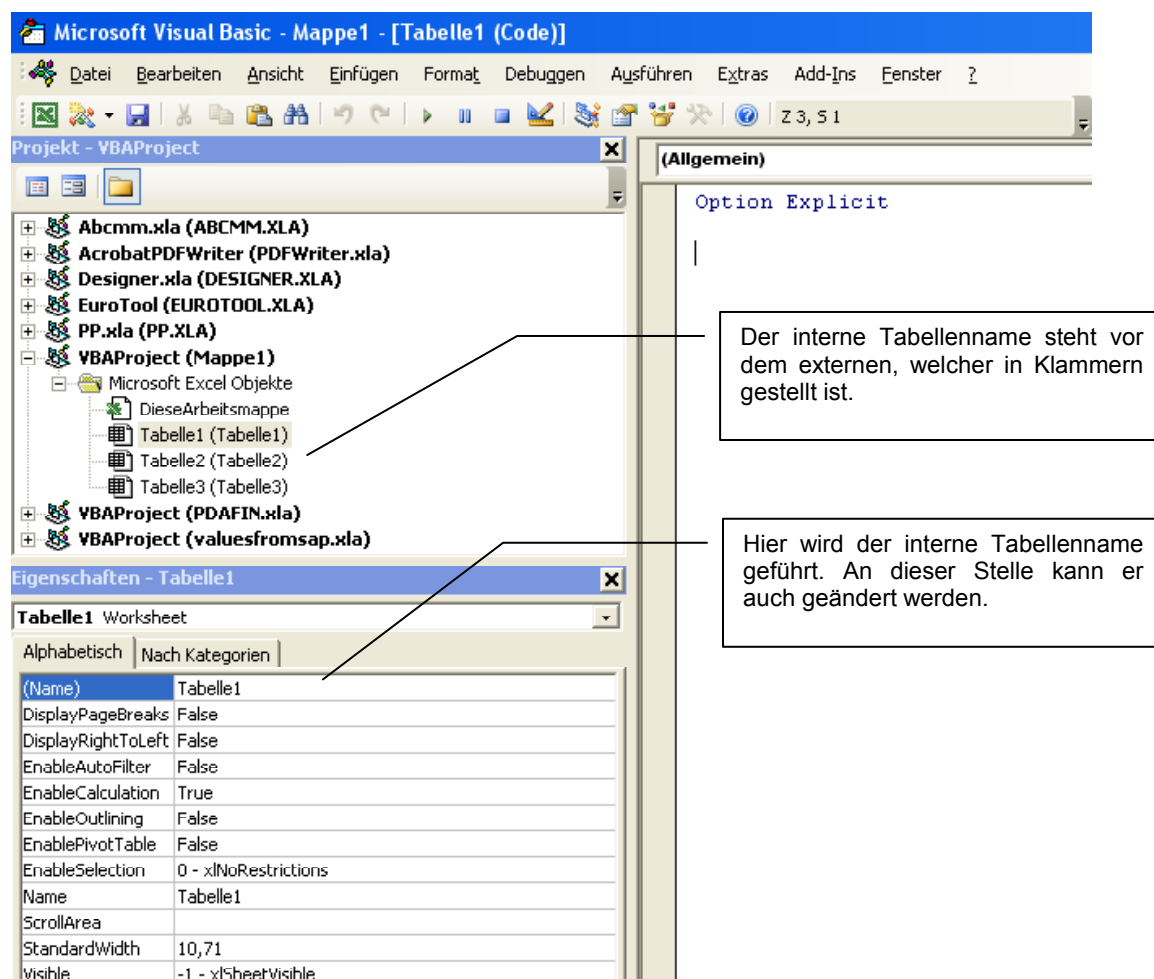 Microsoft Visual Basic - Mappe1 - [Tabelle1 (Code)]
Datei Bearbeiten Ansicht Einfügen Format Debuggen Ausführen Extras Add-Ins Fenster ?
Z 3, S 1
Projekt - VBAProject
(Allgemein)
Option Explicit
Abcmm.xla (ABCMM.XLA)
AcrobatPDFWriter (PDFWriter.xla)
Designer.xla (DESIGNER.XLA)
EuroTool (EUROTOOL.XLA)
PP.xla (PP.XLA)
VBAProject (Mappe1)
Microsoft Excel Objekte
DieseArbeitsmappe
Tabelle1 (Tabelle1)
Tabelle2 (Tabelle2)
Tabelle3 (Tabelle3)
VBAProject (PDAFIN.xla)
VBAProject (valuesfromsap.xla)
Der interne Tabellenname steht vor
dem externen, welcher in Klammern
gestellt ist.
Hier wird der interne Tabellenname
geführt. An dieser Stelle kann er
auch geändert werden.
Eigenschaften - Tabelle1
Tabelle1 Worksheet
Alphabetisch Nach Kategorien
(Name) Tabelle1
DisplayPageBreaks False
DisplayRightToLeft False
EnableAutoFilter False
EnableCalculation True
EnableOutlining False
EnablePivotTable False
EnableSelection 0 - xlNoRestrictions
Name Tabelle1
ScrollArea
StandardWidth 10,71
Visible -1 - xlSheetVisible